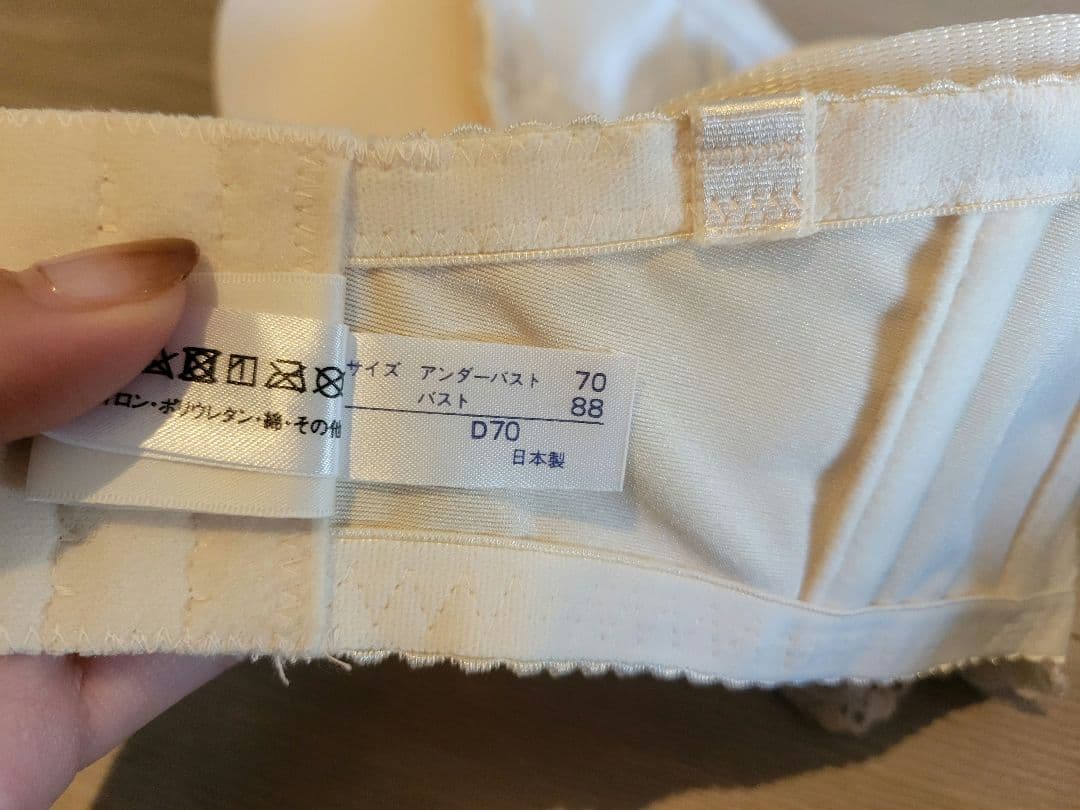 サイズ アンダーバスト 70
バスト 88
D70
日本製
イロン・ポリウレタン・綿・その他